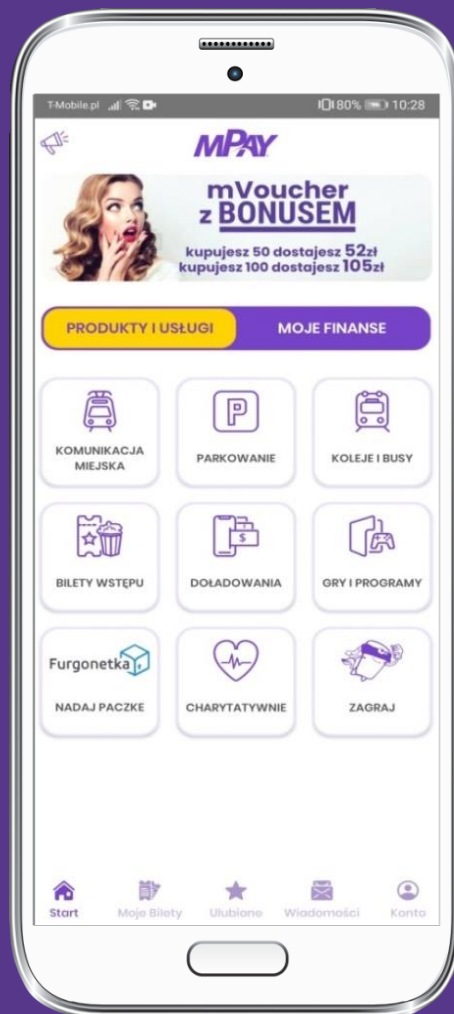 T-Mobile.pl
80% 10:28
MPAY
mVoucher
z BONUSEM
kupujesz 50 dostajesz 52zł
kupujesz 100 dostajesz 105zł
PRODUKTY I USŁUGI
MOJE FINANSE
KOMUNIKACJA
MIEJSKA
PARKOWANIE
KOLEJE I BUSY
BILETY WSTĘPU
DOŁADOWANIA
GRY I PROGRAMY
Furgonetka
NADAJ PACZKE
CHARYTATYWNIE
ZAGRAJ
Start
Moje Bilety
Ulubione
Wiadomości
Konto